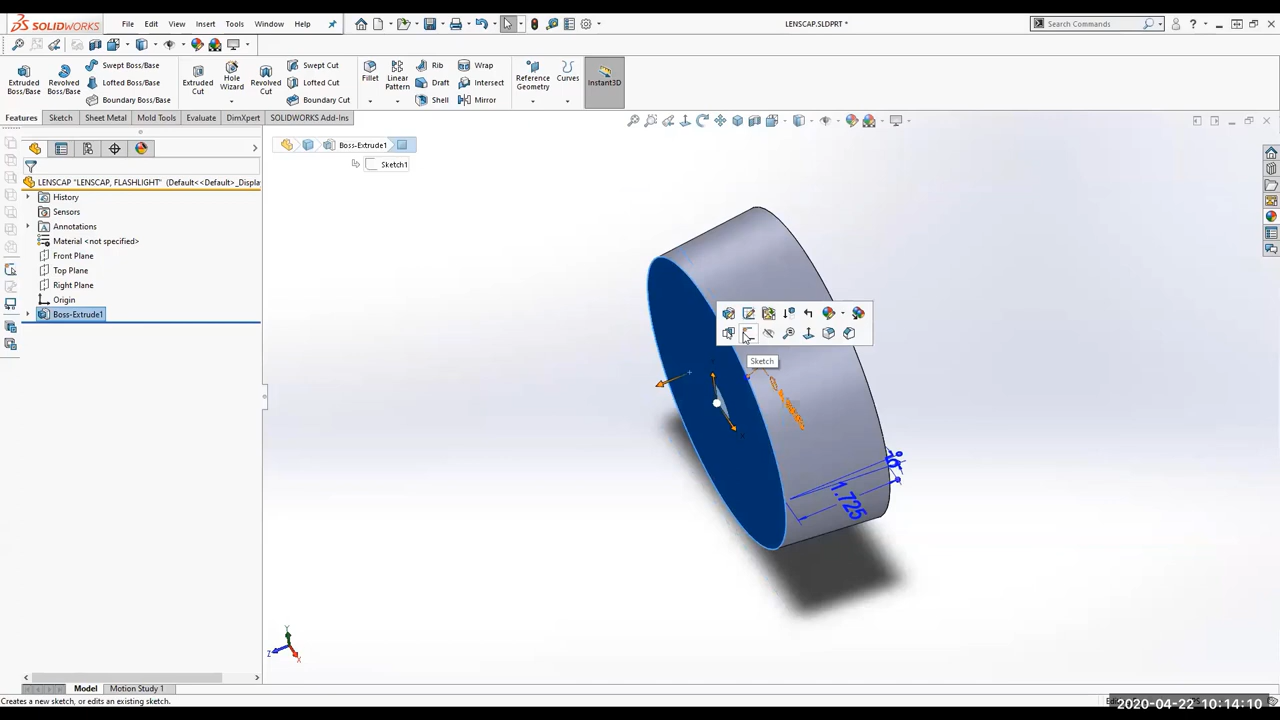 SOLIDWORKS
File Edit View Insert Tools Window Help
LENSCAP.SLDPRT *
Search Commands
Extruded Boss/Base
Revolved Boss/Base
Swept Boss/Base
Lofted Boss/Base
Boundary Boss/Base
Extruded Cut
Hole Wizard
Revolved Cut
Swept Cut
Lofted Cut
Boundary Cut
Fillet
Linear Pattern
Rib
Draft
Shell
Wrap
Intersect
Mirror
Reference Geometry
Curves
Instant3D
Features Sketch Sheet Metal Mold Tools Evaluate DimXpert SOLIDWORKS Add-Ins
Boss-Extrude1
Sketch1
LENSCAP "LENSCAP, FLASHLIGHT" (Default<<Default>_Displa
History
Sensors
Annotations
Material <not specified>
Front Plane
Top Plane
Right Plane
Origin
Boss-Extrude1
Sketch
1.725
Y
Z
X
Model Motion Study 1
Creates a new sketch, or edits an existing sketch.
2020-04-22 10:14:10